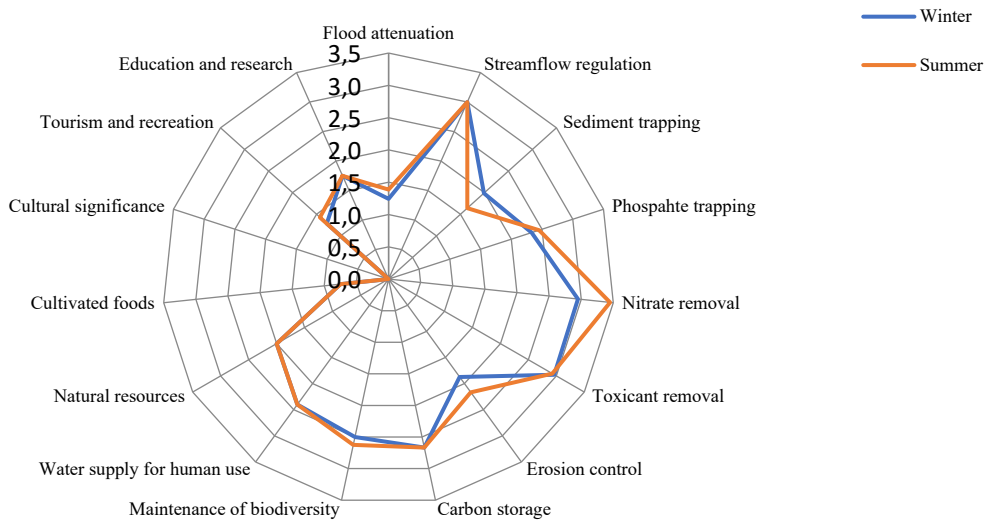 Winter
Summer
Flood attenuation
Streamflow regulation
Sediment trapping
Phospahte trapping
Nitrate removal
Toxicant removal
Erosion control
Carbon storage
Maintenance of biodiversity
Water supply for human use
Natural resources
Cultivated foods
Cultural significance
Tourism and recreation
Education and research
3,5
3,0
2,5
2,0
1,5
1,0
0,5
0,0